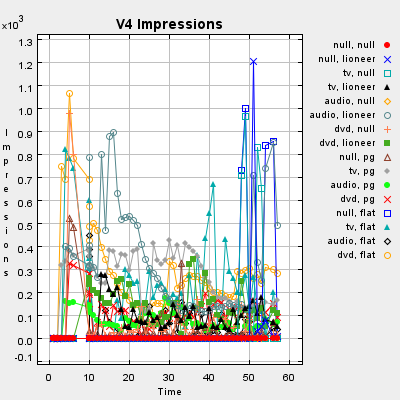 V4 Impressions
x10³
1.3
1.2
1.1
1.0
0.9
0.8
0.7
0.6
0.5
0.4
0.3
0.2
0.1
0.0
-0.1
Impressions
0 10 20 30 40 50 60
Time
null, null
null, lioneer
tv, null
tv, lioneer
audio, null
audio, lioneer
dvd, null
dvd, lioneer
null, pg
tv, pg
audio, pg
dvd, pg
null, flat
tv, flat
audio, flat
dvd, flat